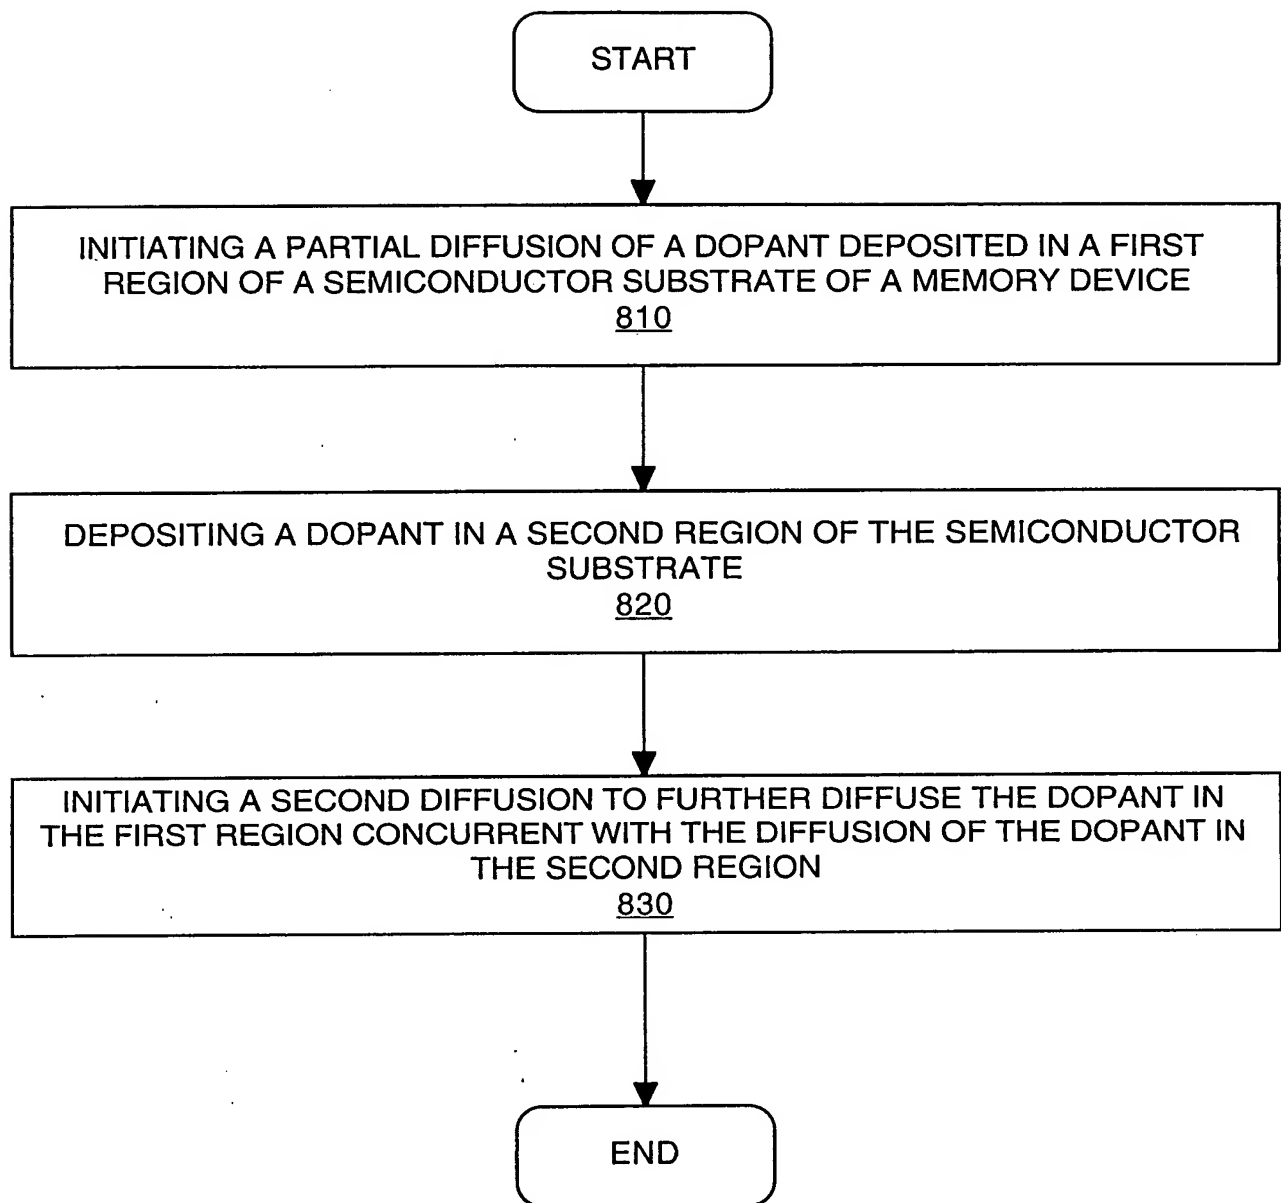 START
INITIATING A PARTIAL DIFFUSION OF A DOPANT DEPOSITED IN A FIRST
REGION OF A SEMICONDUCTOR SUBSTRATE OF A MEMORY DEVICE
810
DEPOSITING A DOPANT IN A SECOND REGION OF THE SEMICONDUCTOR
SUBSTRATE
820
INITIATING A SECOND DIFFUSION TO FURTHER DIFFUSE THE DOPANT IN
THE FIRST REGION CONCURRENT WITH THE DIFFUSION OF THE DOPANT IN
THE SECOND REGION
830
END